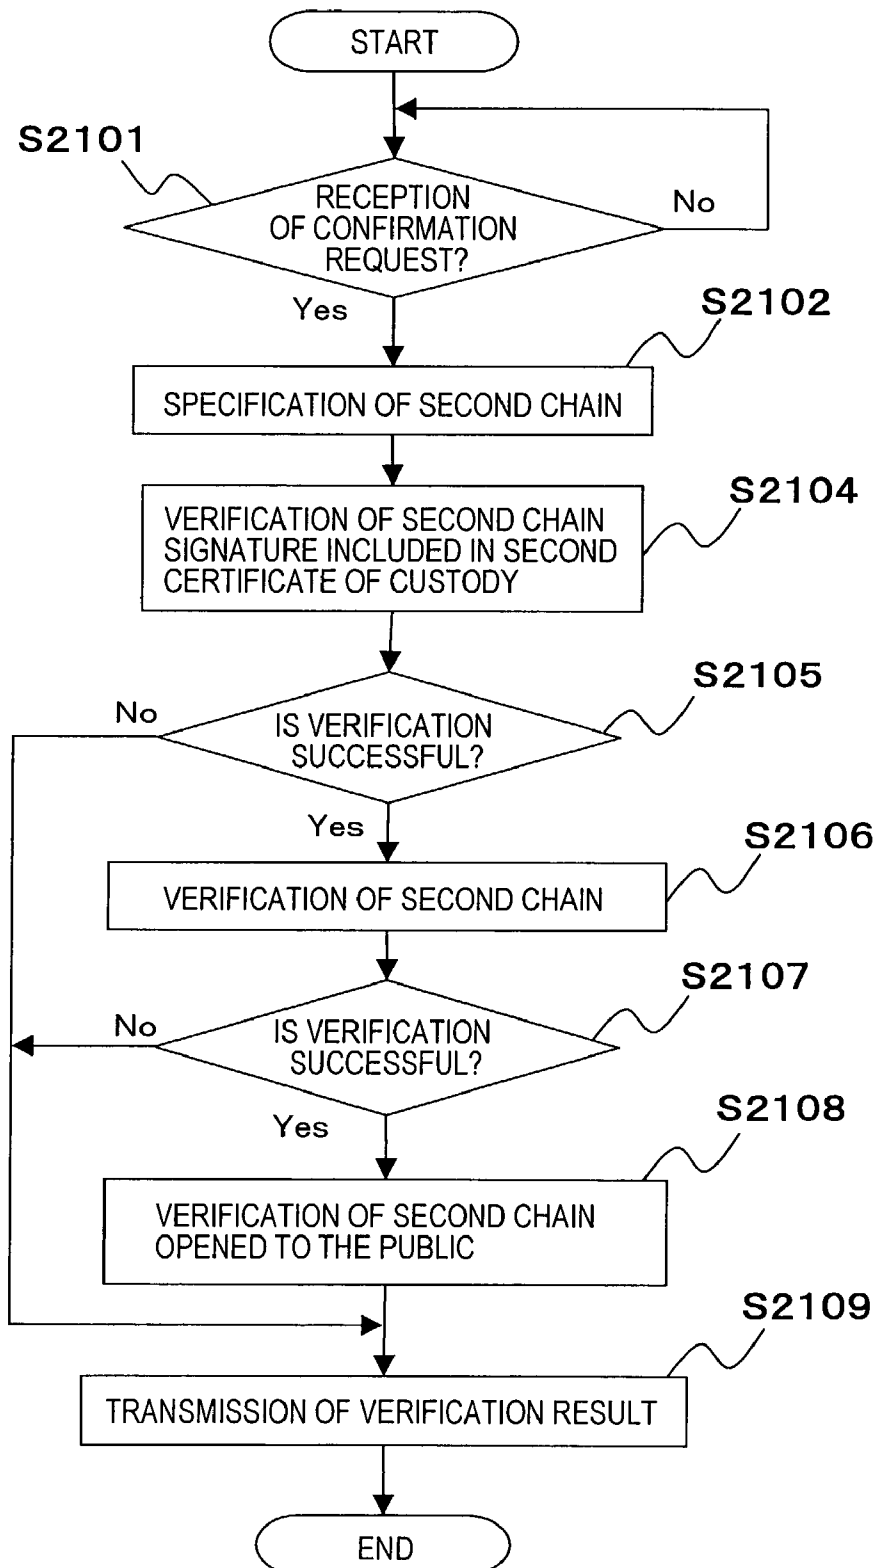 START
S2101
RECEPTION
OF CONFIRMATION
REQUEST?
No
Yes
S2102
SPECIFICATION OF SECOND CHAIN
S2104
VERIFICATION OF SECOND CHAIN
SIGNATURE INCLUDED IN SECOND
CERTIFICATE OF CUSTODY
S2105
No
IS VERIFICATION
SUCCESSFUL?
Yes
S2106
VERIFICATION OF SECOND CHAIN
S2107
No
IS VERIFICATION
SUCCESSFUL?
Yes
S2108
VERIFICATION OF SECOND CHAIN
OPENED TO THE PUBLIC
S2109
TRANSMISSION OF VERIFICATION RESULT
END